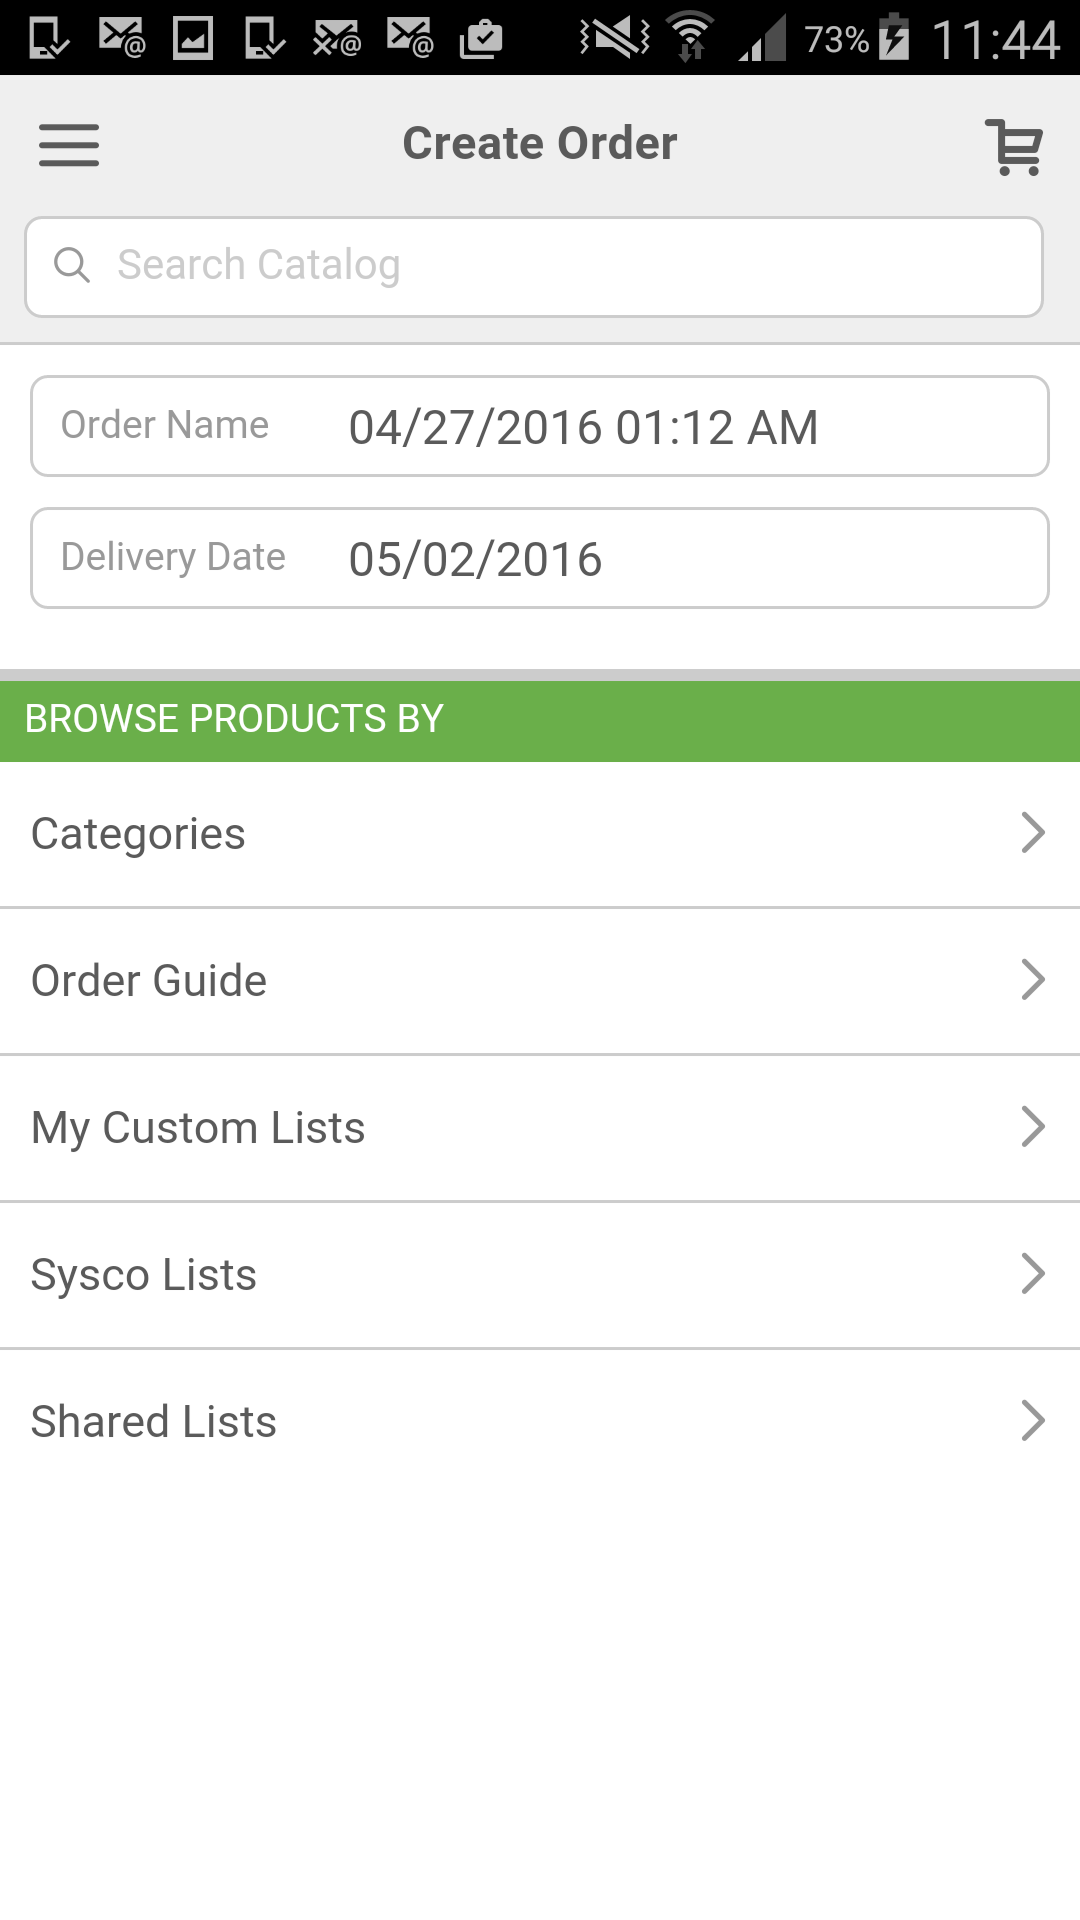 73% 11:44
Create Order
Search Catalog
Order Name 04/27/2016 01:12 AM
Delivery Date 05/02/2016
BROWSE PRODUCTS BY
Categories
Order Guide
My Custom Lists
Sysco Lists
Shared Lists